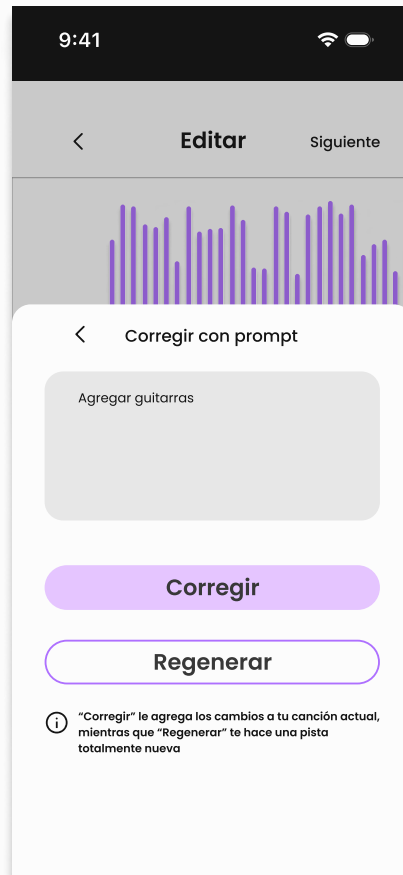 9:41
Editar
Siguiente
Corregir con prompt
Agregar guitarras
Corregir
Regenerar
“Corregir” le agrega los cambios a tu canción actual,
mientras que “Regenerar” te hace una pista
totalmente nueva